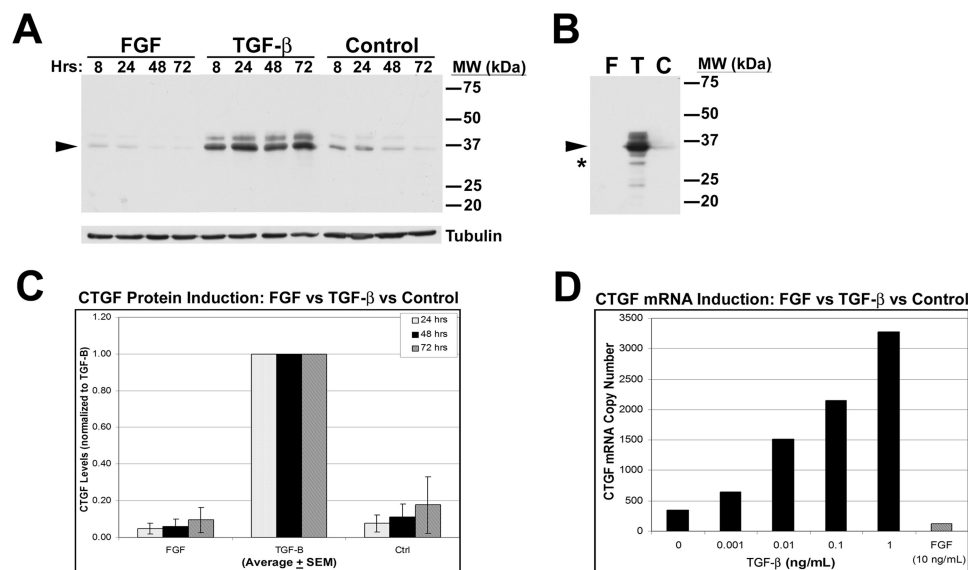 A
FGF TGF-β Control
Hrs: 8 24 48 72 8 24 48 72 8 24 48 72 MW (kDa)
—75
—50
—37
—25
—20
Tubulin
B
F T C MW (kDa)
—75
—50
—37
*
—25
—20
C
CTGF Protein Induction: FGF vs TGF-β vs Control
CTGF Levels (normalized to TGF-B)
1.20
1.00
0.80
0.60
0.40
0.20
0.00
24 hrs
48 hrs
72 hrs
FGF TGF-B Ctrl
(Average ± SEM)
D
CTGF mRNA Induction: FGF vs TGF-β vs Control
CTGF mRNA Copy Number
3500
3000
2500
2000
1500
1000
500
0
0 0.001 0.01 0.1 1 FGF
(10 ng/mL)
TGF-β (ng/mL)